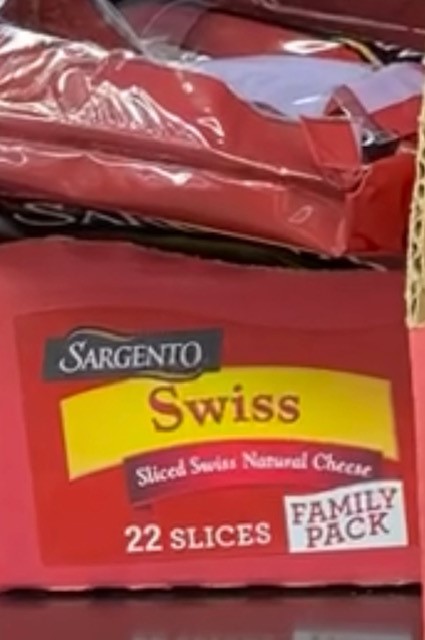 SARGENTO
Swiss
Sliced Swiss Natural Cheese
22 SLICES
FAMILY
PACK